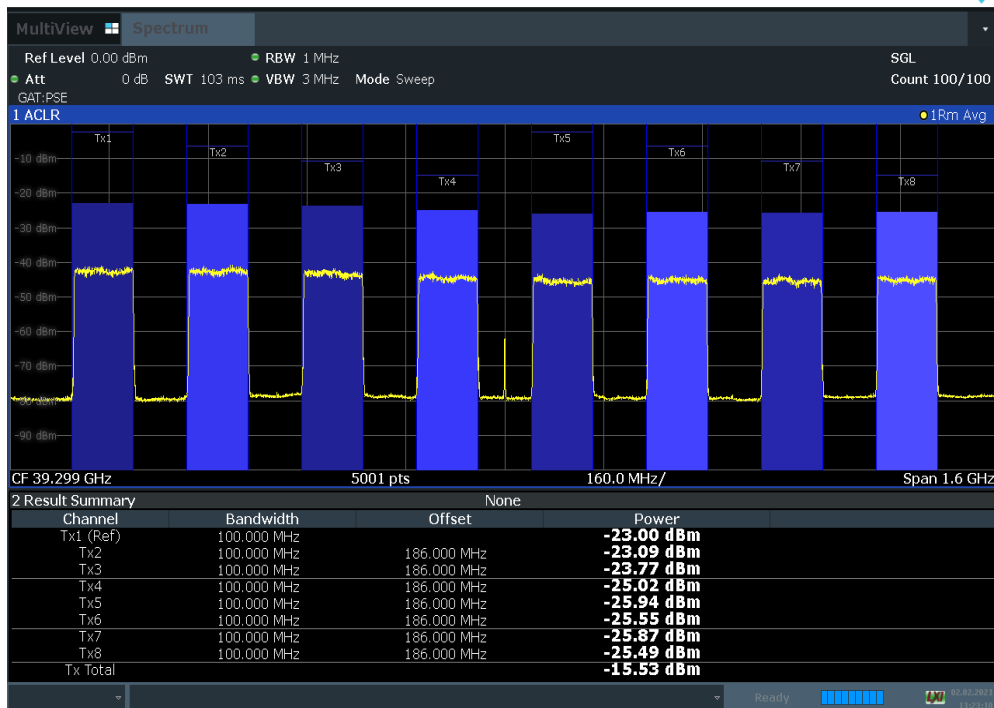 MultiView Spectrum
Ref Level 0.00 dBm RBW 1 MHz SGL
Att 0 dB SWT 103 ms VBW 3 MHz Mode Sweep Count 100/100
GAT:PSE
1 ACLR 1Rm Avg
Tx1 Tx5
Tx2 Tx6
-10 dBm
Tx3 Tx7
Tx4 Tx8
-20 dBm
-30 dBm
-40 dBm
-50 dBm
-60 dBm
-70 dBm
-80 dBm
-90 dBm
CF 39.299 GHz 5001 pts 160.0 MHz/ Span 1.6 GHz
2 Result Summary None
Channel Bandwidth Offset Power
Tx1 (Ref) 100.000 MHz -23.00 dBm
Tx2 100.000 MHz 186.000 MHz -23.09 dBm
Tx3 100.000 MHz 186.000 MHz -23.77 dBm
Tx4 100.000 MHz 186.000 MHz -25.02 dBm
Tx5 100.000 MHz 186.000 MHz -25.94 dBm
Tx6 100.000 MHz 186.000 MHz -25.55 dBm
Tx7 100.000 MHz 186.000 MHz -25.87 dBm
Tx8 100.000 MHz 186.000 MHz -25.49 dBm
Tx Total -15.53 dBm
Ready LXI 02.02.2021